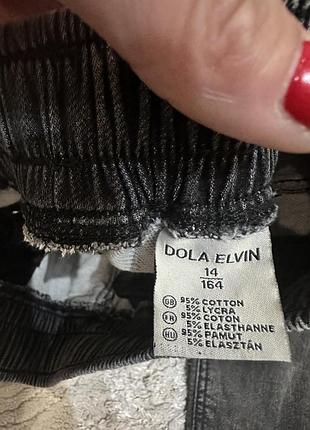 DOLA ELVIN
14
164
GB 95% COTTON
5% LYCRA
FR 95% COTON
5% ELASTHANNE
HU 95% PAMUT
5% ELASZTÁN